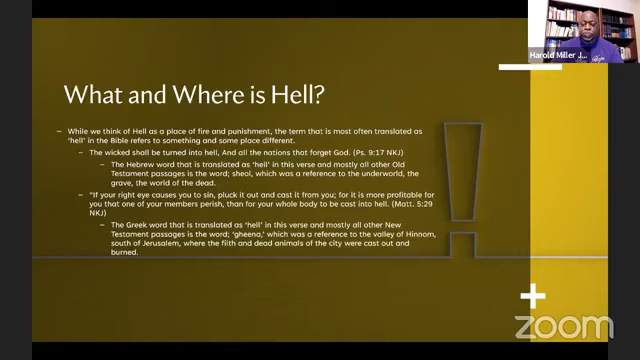 Harold Miller J...
What and Where is Hell?
– While we think of Hell as a place of fire and punishment, the term that is most often translated as
'hell' in the Bible refers to something and some place different.
– The wicked shall be turned into hell, And all the nations that forget God. (Ps. 9:17 NKJ)
– The Hebrew word that is translated as 'hell' in this verse and mostly all other Old
Testament passages is the word; sheol, which was a reference to the underworld, the
grave, the world of the dead.
– "If your right eye causes you to sin, pluck it out and cast it from you; for it is more profitable for
you that one of your members perish, than for your whole body to be cast into hell. (Matt. 5:29
NKJ)
– The Greek word that is translated as 'hell' in this verse and mostly all other New
Testament passages is the word; 'gheena,' which was a reference to the valley of Hinnom,
south of Jerusalem, where the filth and dead animals of the city were cast out and
burned.
zoom